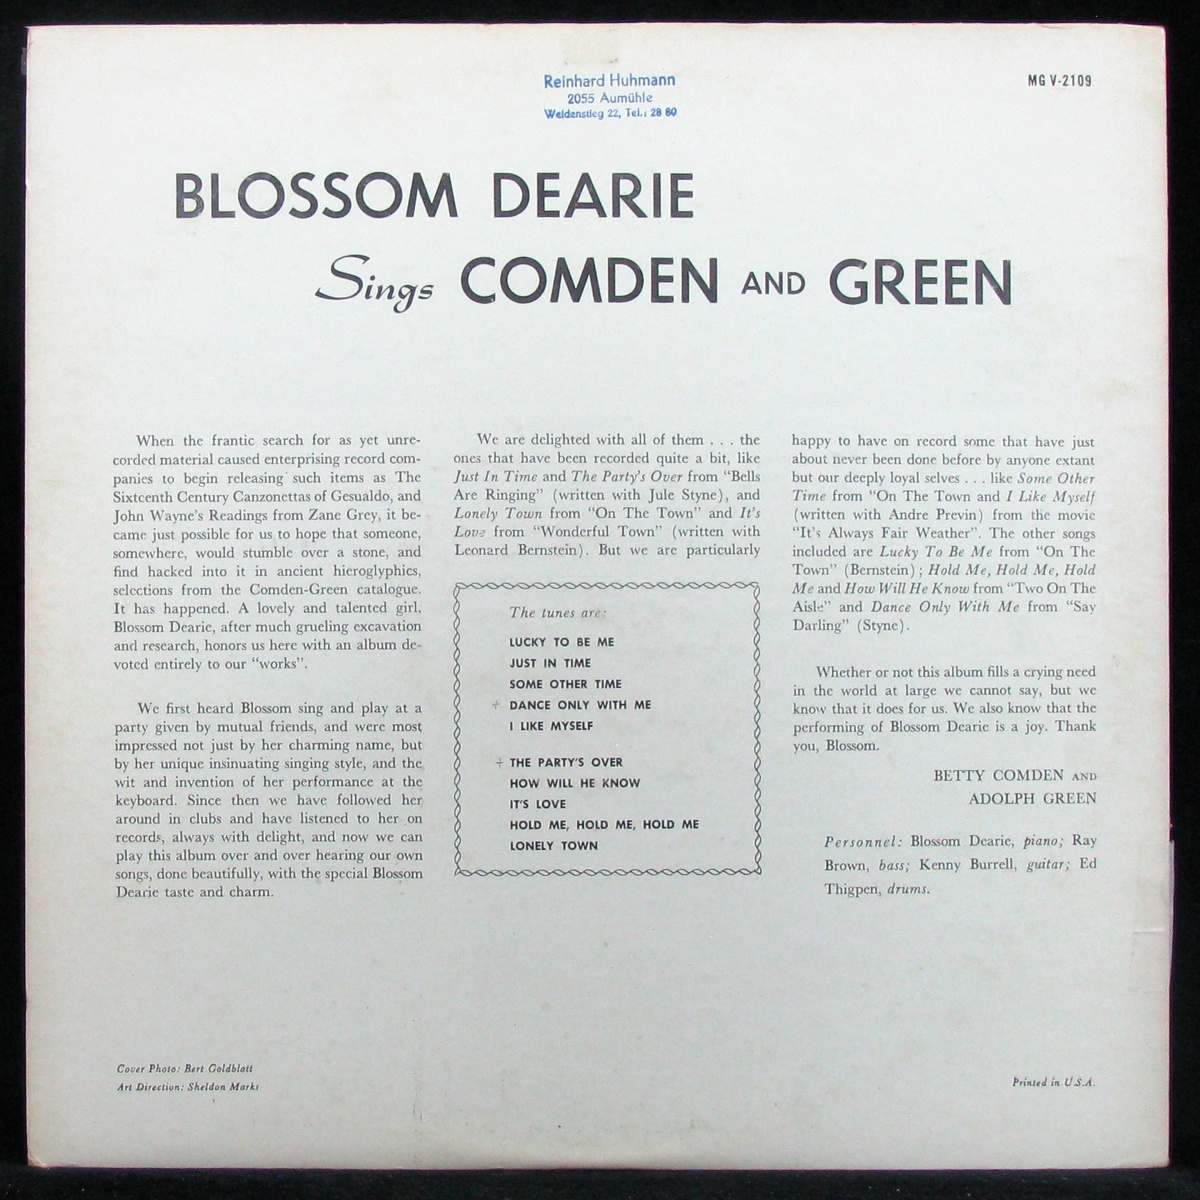 Reinhard Huhmann
2055 Aumühle
Weidenstieg 22, Tel.: 28 80
MG V-2109
BLOSSOM DEARIE
Sings COMDEN AND GREEN
When the frantic search for as yet unre-
corded material caused enterprising record com-
panies to begin releasing such items as The
Sixteenth Century Canzonettas of Gesualdo, and
John Wayne's Readings from Zane Grey, it be-
came just possible for us to hope that someone,
somewhere, would stumble over a stone, and
find hacked into it in ancient hieroglyphics,
selections from the Comden-Green catalogue.
It has happened. A lovely and talented girl,
Blossom Dearie, after much grueling excavation
and research, honors us here with an album de-
voted entirely to our "works".
We first heard Blossom sing and play at a
party given by mutual friends, and were most
impressed not just by her charming name, but
by her unique insinuating singing style, and the
wit and invention of her performance at the
keyboard. Since then we have followed her
around in clubs and have listened to her on
records, always with delight, and now we can
play this album over and over hearing our own
songs, done beautifully, with the special Blossom
Dearie taste and charm.
We are delighted with all of them . . . the
ones that have been recorded quite a bit, like
Just In Time and The Party's Over from "Bells
Are Ringing" (written with Jule Styne), and
Lonely Town from "On The Town" and It's
Love from "Wonderful Town" (written with
Leonard Bernstein). But we are particularly
The tunes are:
LUCKY TO BE ME
JUST IN TIME
SOME OTHER TIME
+ DANCE ONLY WITH ME
I LIKE MYSELF
+ THE PARTY'S OVER
HOW WILL HE KNOW
IT'S LOVE
HOLD ME, HOLD ME, HOLD ME
LONELY TOWN
happy to have on record some that have just
about never been done before by anyone extant
but our deeply loyal selves . . . like Some Other
Time from "On The Town and I Like Myself
(written with Andre Previn) from the movie
"It's Always Fair Weather". The other songs
included are Lucky To Be Me from "On The
Town" (Bernstein) ; Hold Me, Hold Me, Hold
Me and How Will He Know from "Two On The
Aisle" and Dance Only With Me from "Say
Darling" (Styne).
Whether or not this album fills a crying need
in the world at large we cannot say, but we
know that it does for us. We also know that the
performing of Blossom Dearie is a joy. Thank
you, Blossom.
BETTY COMDEN AND
ADOLPH GREEN
Personnel: Blossom Dearie, piano; Ray
Brown, bass; Kenny Burrell, guitar; Ed
Thigpen, drums.
Cover Photo: Bert Goldblatt
Art Direction: Sheldon Marks
Printed in U.S.A.